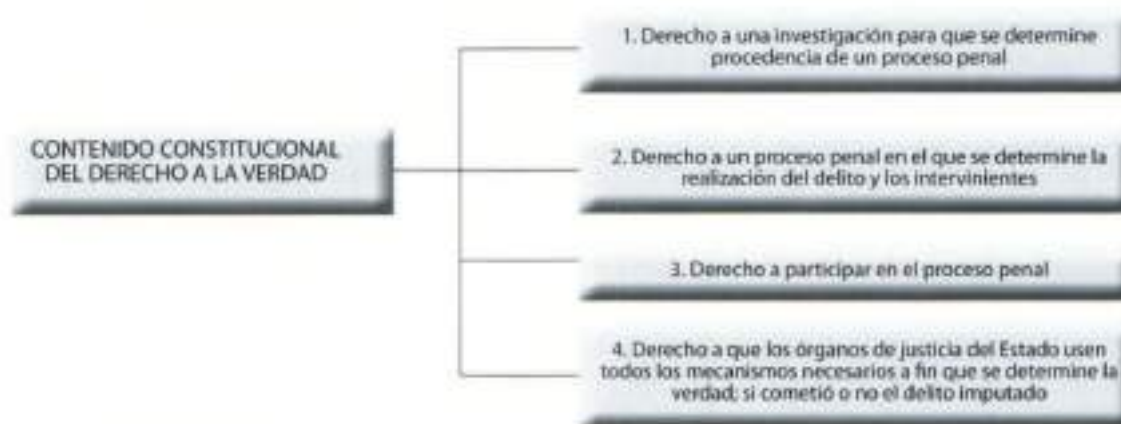 CONTENIDO CONSTITUCIONAL
DEL DERECHO A LA VERDAD
1. Derecho a una investigación para que se determine
procedencia de un proceso penal
2. Derecho a un proceso penal en el que se determine la
realización del delito y los intervinientes
3. Derecho a participar en el proceso penal
4. Derecho a que los órganos de justicia del Estado usen
todos los mecanismos necesarios a fin que se determine la
verdad; si cometió o no el delito imputado